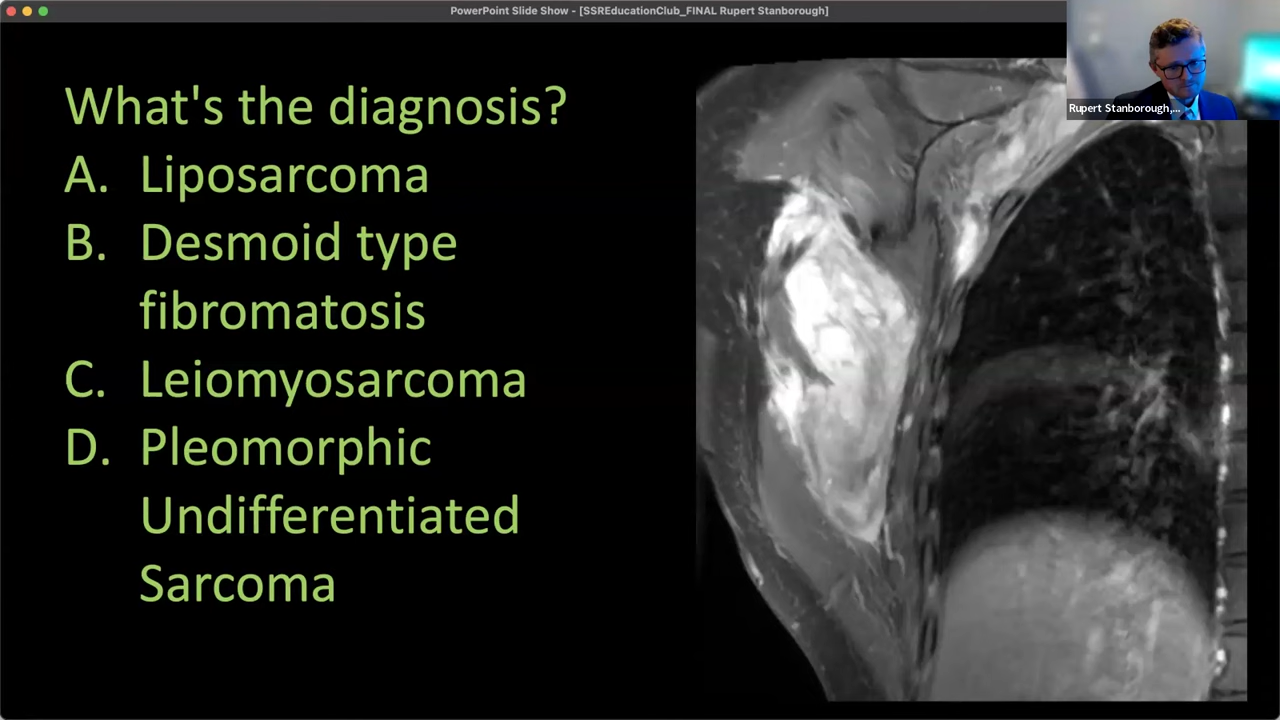 PowerPoint Slide Show - [SSREducationClub_FINAL Rupert Stanborough]
Rupert Stanborough,...
What's the diagnosis?
A. Liposarcoma
B. Desmoid type
fibromatosis
C. Leiomyosarcoma
D. Pleomorphic
Undifferentiated
Sarcoma